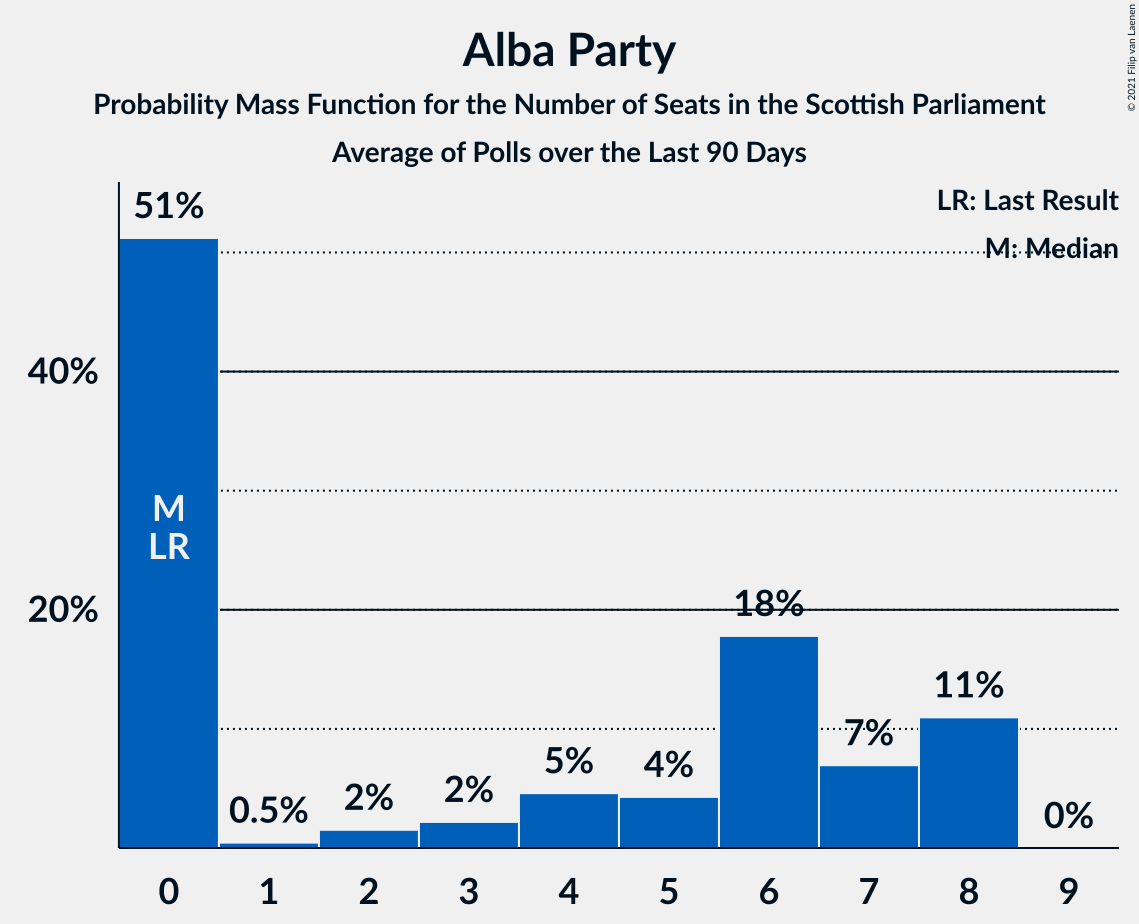 Alba Party
Probability Mass Function for the Number of Seats in the Scottish Parliament
Average of Polls over the Last 90 Days
© 2021 Filip van Laenen
LR: Last Result
M: Median
51%
40%
M
LR
20%
18%
11%
7%
5%
4%
2%
2%
0.5%
0%
0 1 2 3 4 5 6 7 8 9